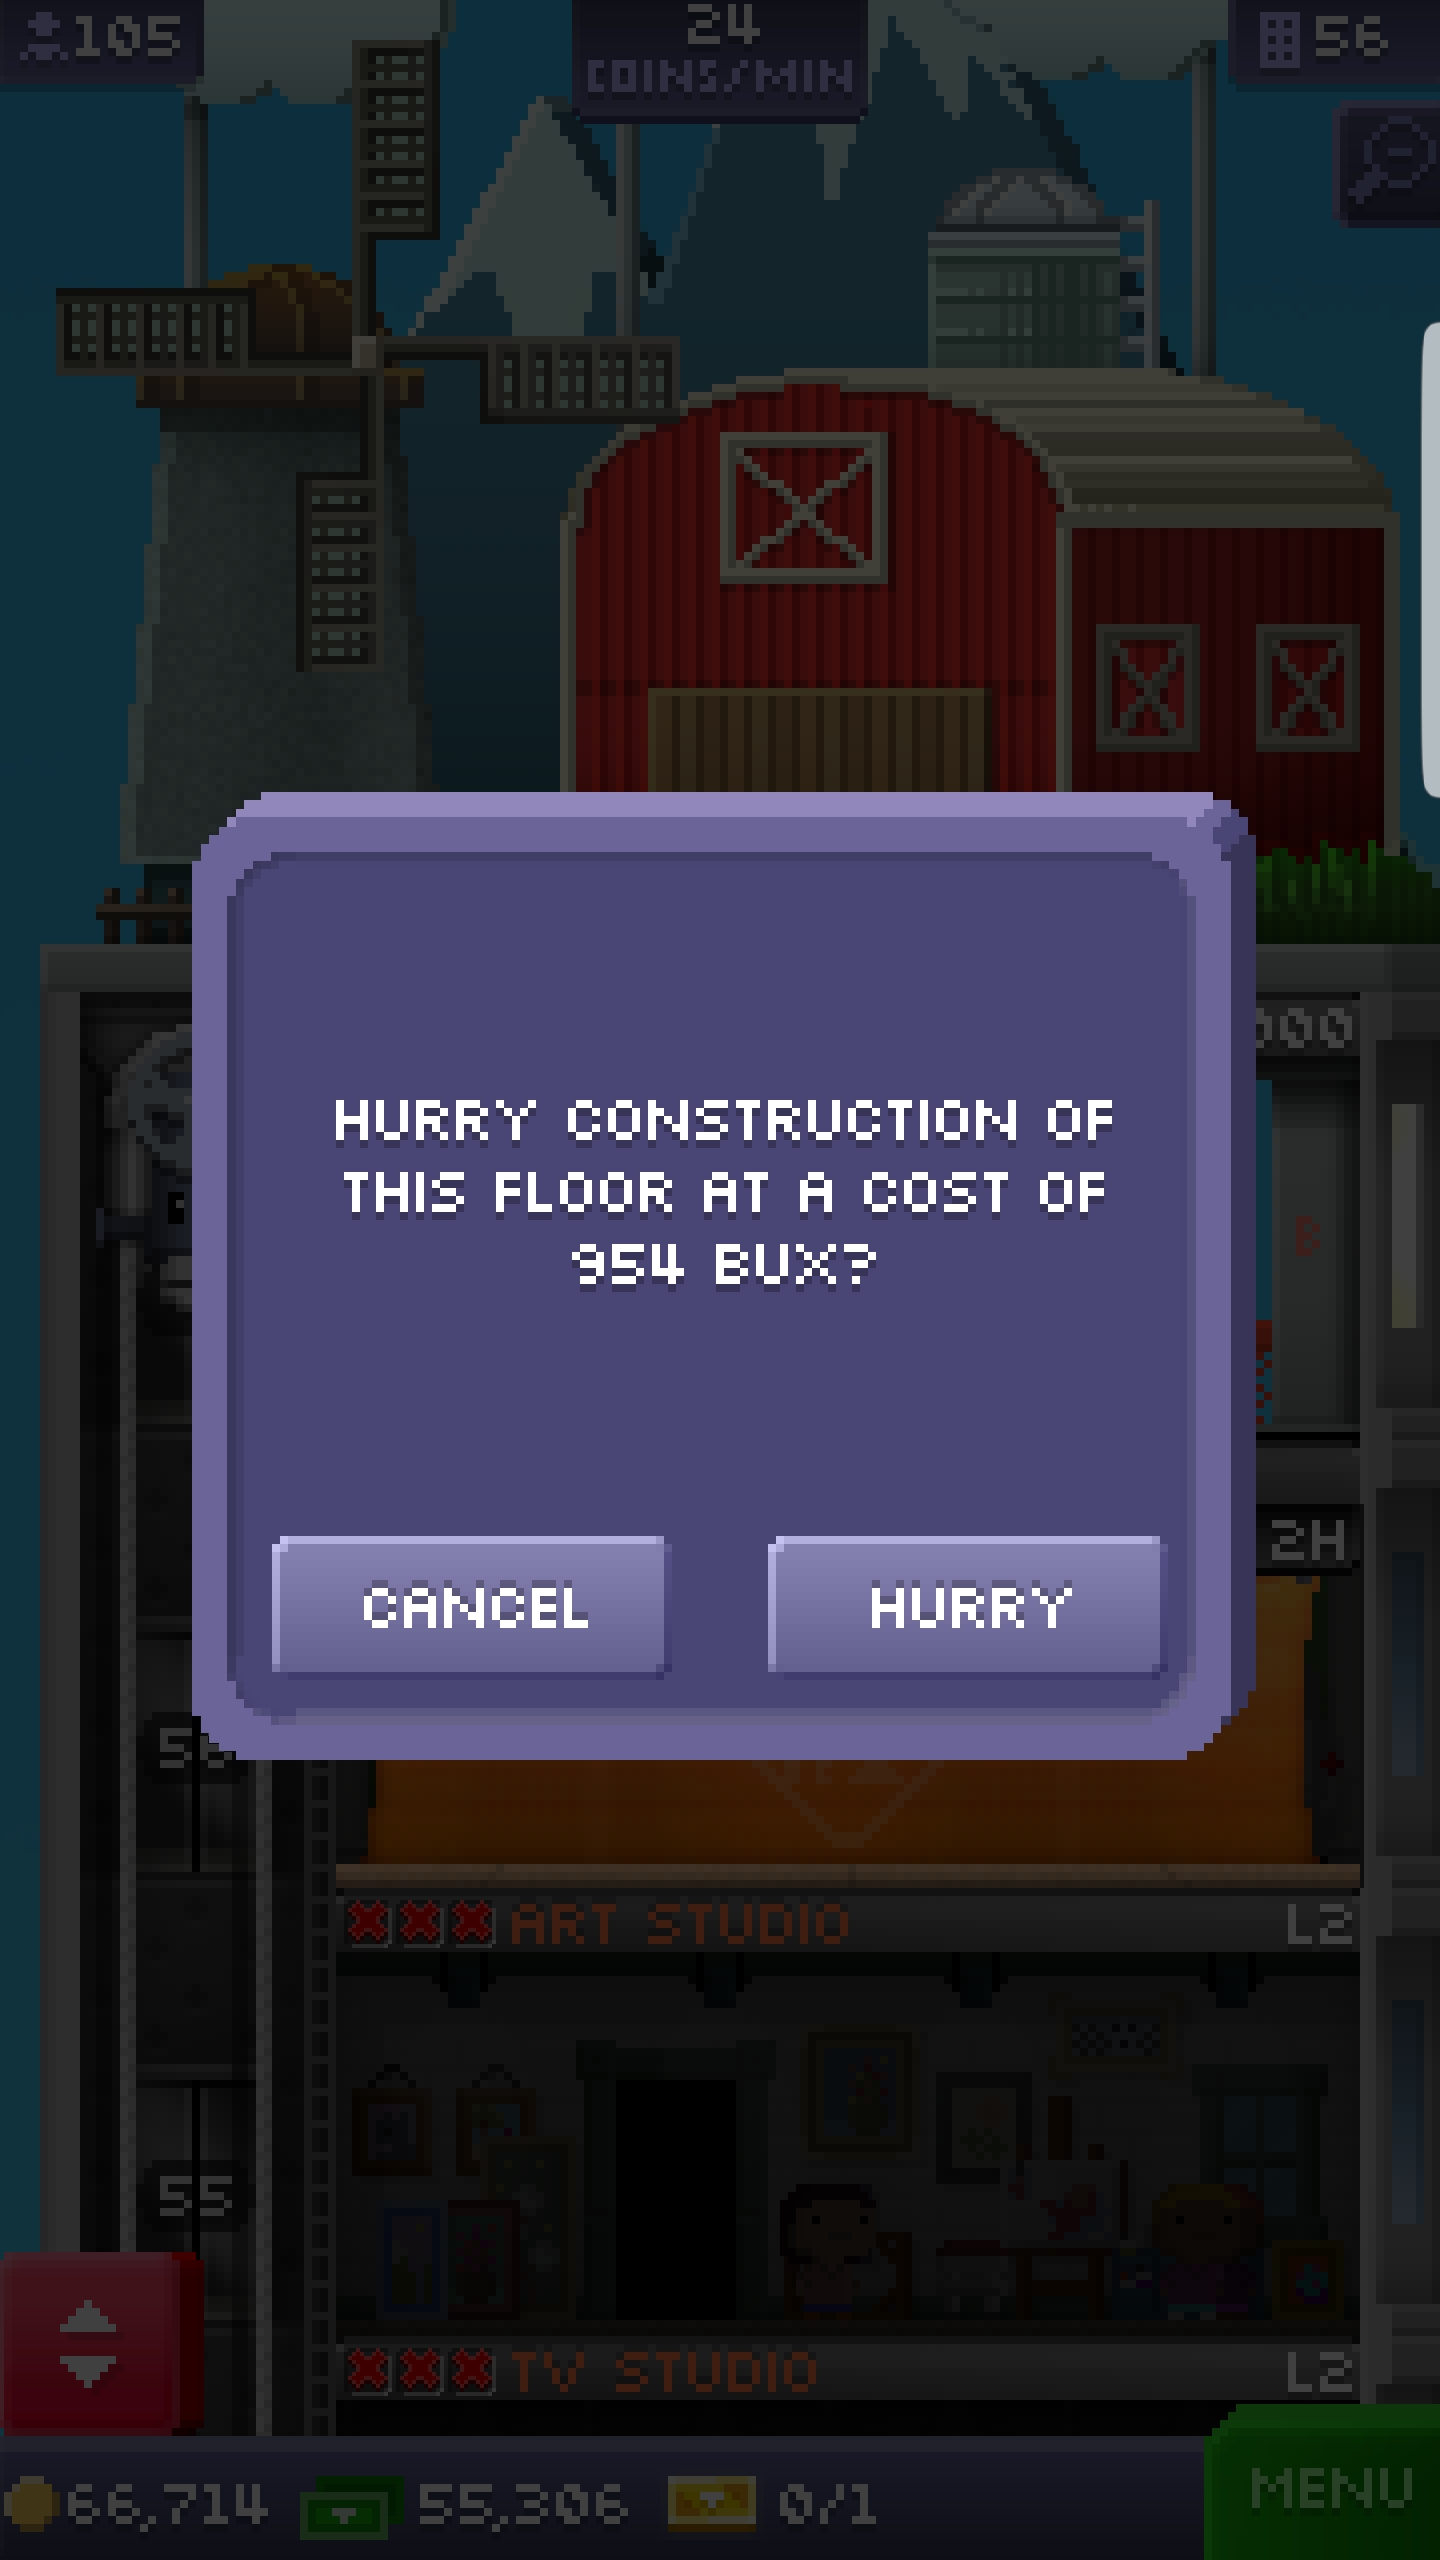 105
24
COINS/MIN
56
000
B
HURRY CONSTRUCTION OF
THIS FLOOR AT A COST OF
954 BUX?
2H
CANCEL
HURRY
56
ART STUDIO
L2
55
TV STUDIO
L2
66,714
55,306
0/1
MENU